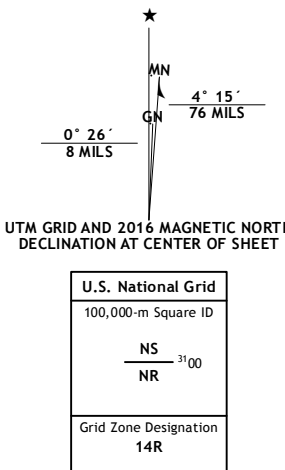 ★
MN
GN
4° 15´
76 MILS
0° 26´
8 MILS
UTM GRID AND 2016 MAGNETIC NORTH
DECLINATION AT CENTER OF SHEET
U.S. National Grid
100,000-m Square ID
NS
3100
NR
Grid Zone Designation
14R